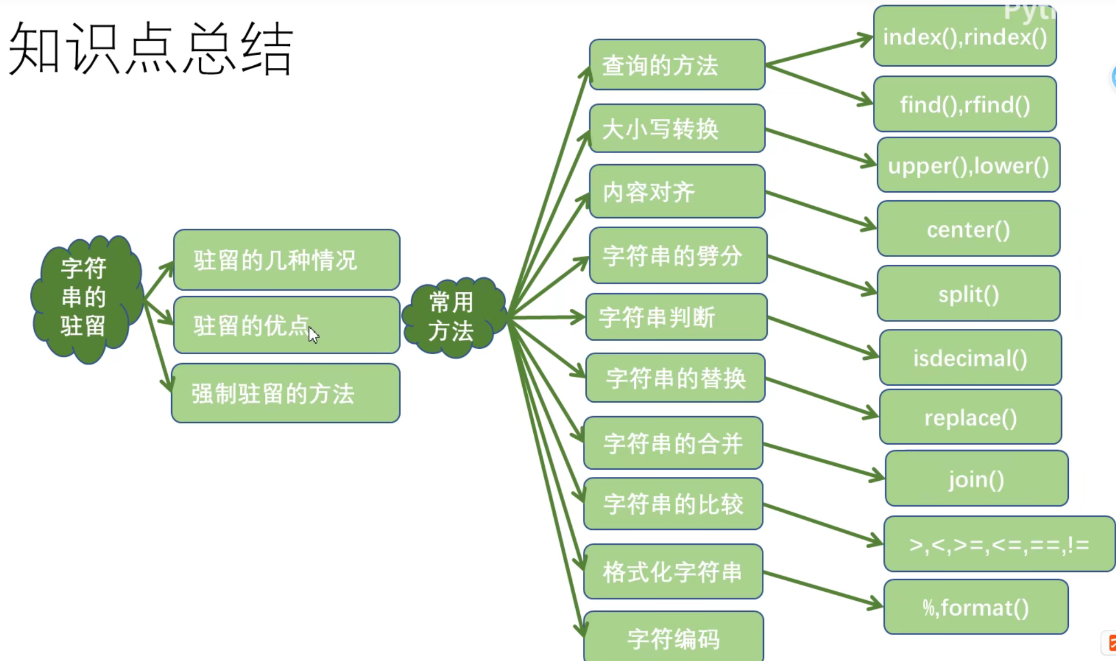 知识点总结
字符
串的
驻留
驻留的几种情况
驻留的优点
强制驻留的方法
常用
方法
查询的方法
大小写转换
内容对齐
字符串的劈分
字符串判断
字符串的替换
字符串的合并
字符串的比较
格式化字符串
字符编码
index(),rindex()
find(),rfind()
upper(),lower()
center()
split()
isdecimal()
replace()
join()
>,<,>=,<=,==,!=
%,format()